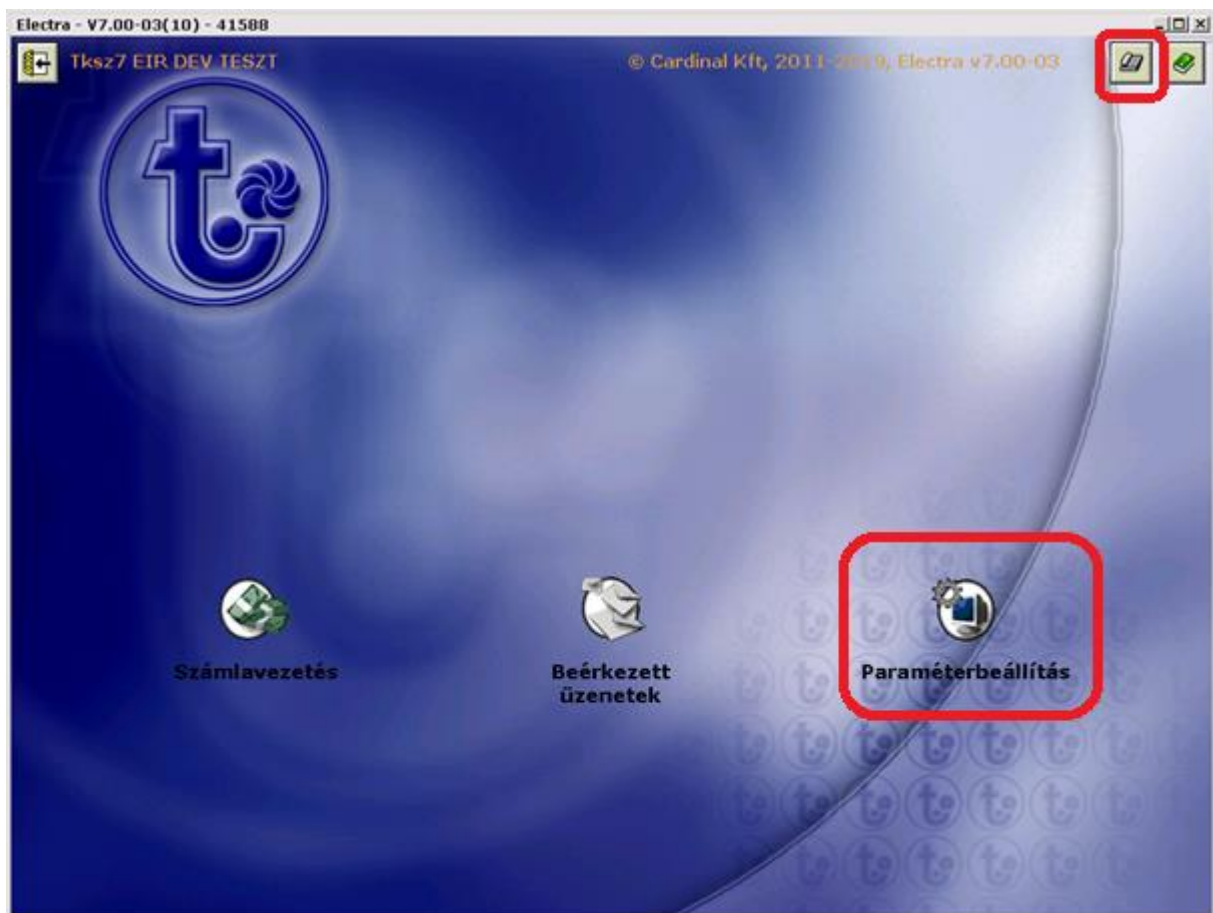 Electra - V7.00-03(10) - 41588
Tksz7 EIR DEV TESZT
© Cardinal Kft, 2011-2019, Electra v7.00-03
Számlavezetés
Beérkezett
üzenetek
Paraméterbeállítás